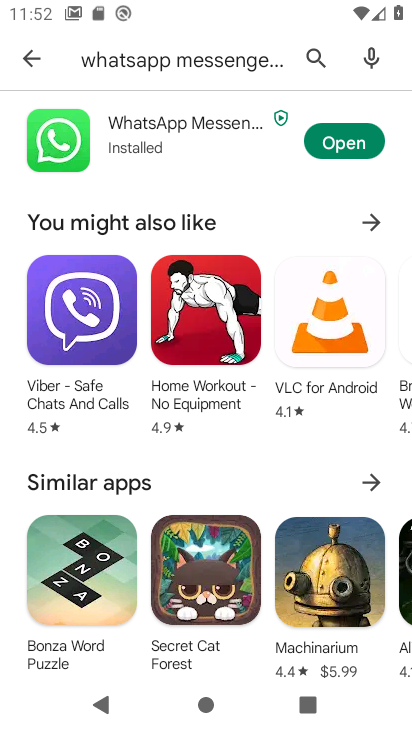 11:52
whatsapp messenge...
WhatsApp Messen...
Installed
Open
You might also like
Viber - Safe
Chats And Calls
4.5★
Home Workout -
No Equipment
4.9★
VLC for Android
4.1★
Br
W
4.
Similar apps
BONZA
Bonza Word
Puzzle
Secret Cat
Forest
Machinarium
4.4★ $5.99
Al
4.